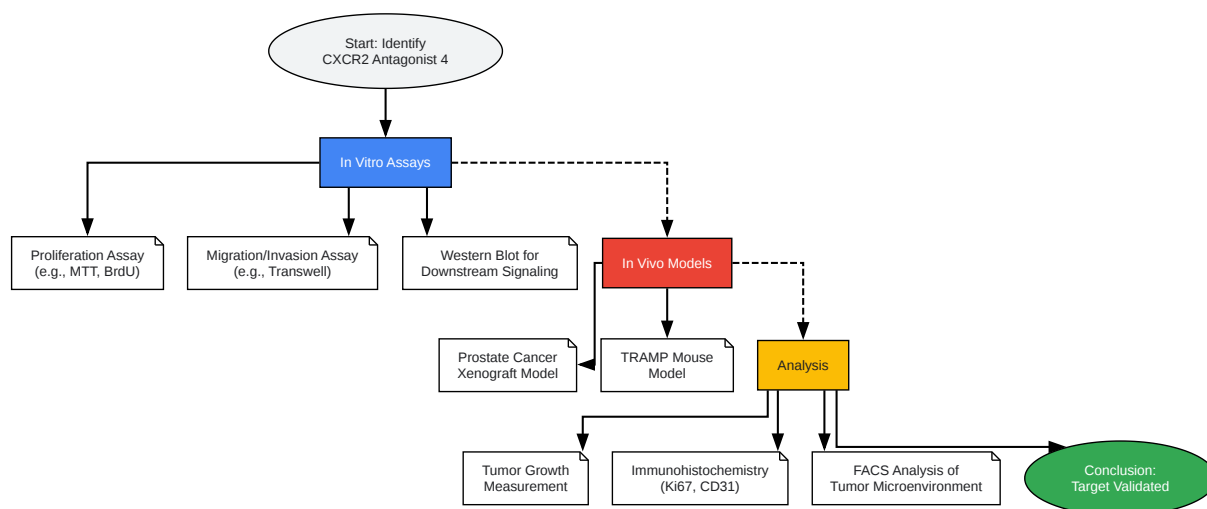 Start: Identify
CXCR2 Antagonist 4
In Vitro Assays
Proliferation Assay
(e.g., MTT, BrdU)
Migration/Invasion Assay
(e.g., Transwell)
Western Blot for
Downstream Signaling
In Vivo Models
Prostate Cancer
Xenograft Model
TRAMP Mouse
Model
Analysis
Tumor Growth
Measurement
Immunohistochemistry
(Ki67, CD31)
FACS Analysis of
Tumor Microenvironment
Conclusion:
Target Validated